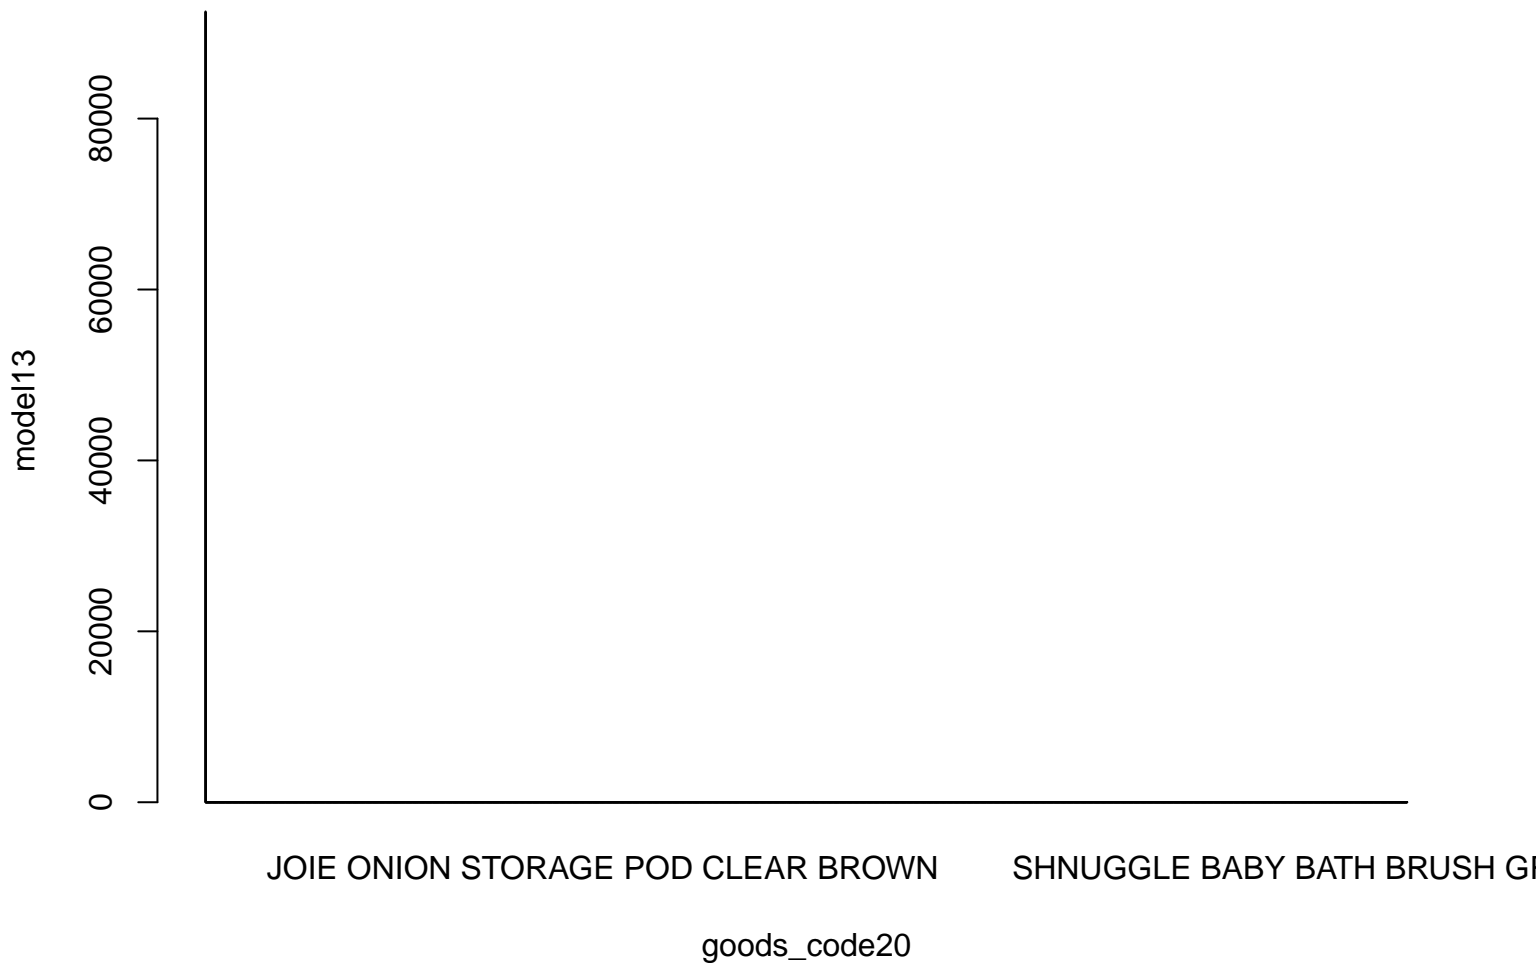 80000
60000
40000
20000
0
model13
JOIE ONION STORAGE POD CLEAR BROWN
SHNUGGLE BABY BATH BRUSH
goods_code20